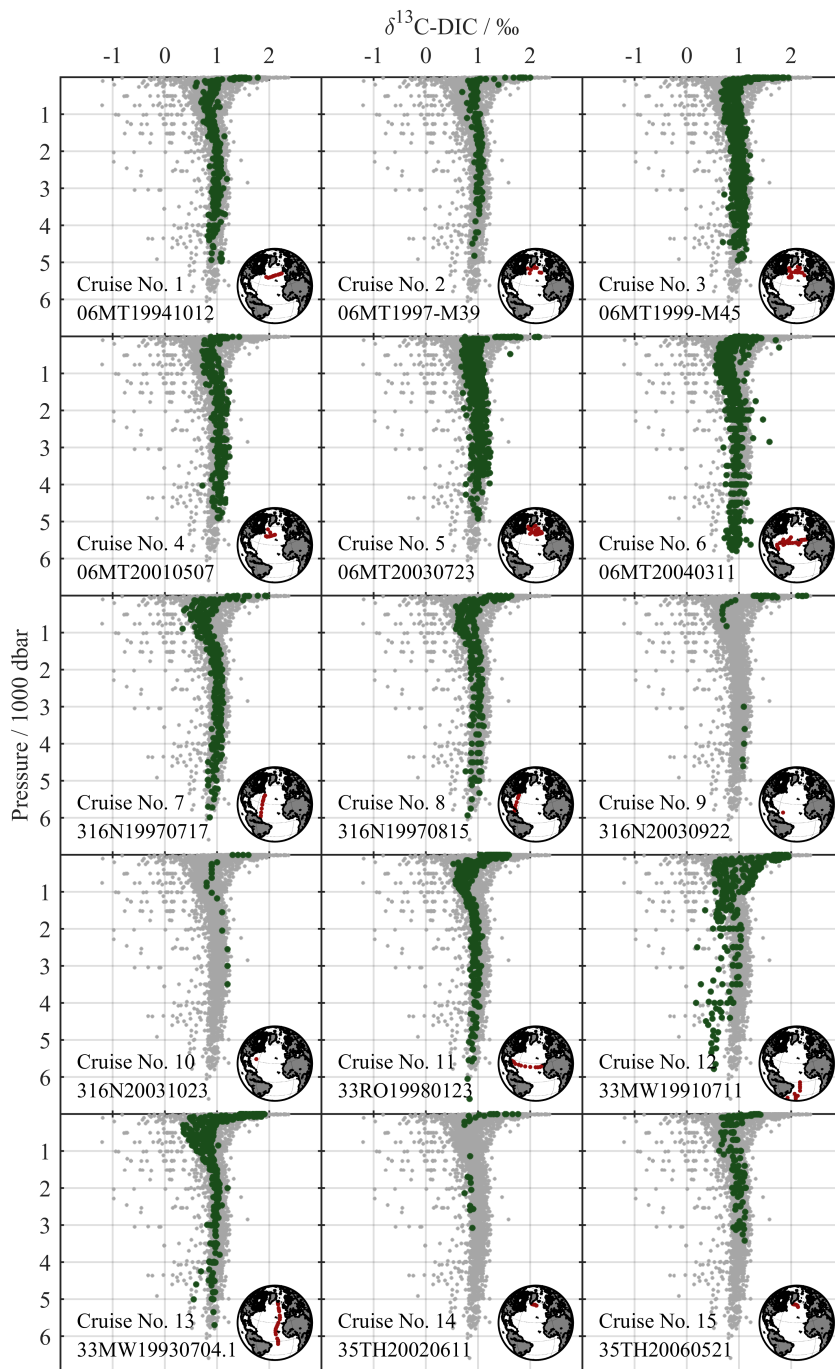 δ13C-DIC / ‰
-1 0 1 2 -1 0 1 2 -1 0 1 2
Pressure / 1000 dbar
1
2
3
4
5
6
Cruise No. 1
06MT19941012
Cruise No. 2
06MT1997-M39
Cruise No. 3
06MT1999-M45
1
2
3
4
5
6
Cruise No. 4
06MT20010507
Cruise No. 5
06MT20030723
Cruise No. 6
06MT20040311
1
2
3
4
5
6
Cruise No. 7
316N19970717
Cruise No. 8
316N19970815
Cruise No. 9
316N20030922
1
2
3
4
5
6
Cruise No. 10
316N20031023
Cruise No. 11
33RO19980123
Cruise No. 12
33MW19910711
1
2
3
4
5
6
Cruise No. 13
33MW19930704.1
Cruise No. 14
35TH20020611
Cruise No. 15
35TH20060521